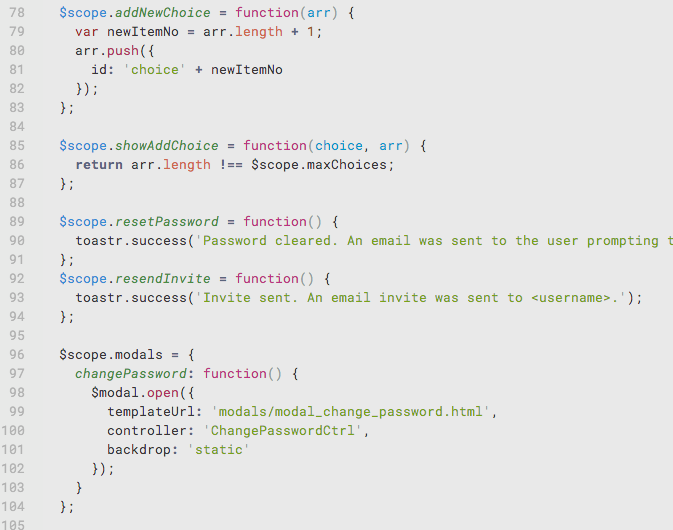 78 $scope.addNewChoice = function(arr) {
79 var newItemNo = arr.length + 1;
80 arr.push({
81 id: 'choice' + newItemNo
82 });
83 };
84
85 $scope.showAddChoice = function(choice, arr) {
86 return arr.length !== $scope.maxChoices;
87 };
88
89 $scope.resetPassword = function() {
90 toastr.success('Password cleared. An email was sent to the user prompting t
91 };
92 $scope.resendInvite = function() {
93 toastr.success('Invite sent. An email invite was sent to <username>.');
94 };
95
96 $scope.modals = {
97 changePassword: function() {
98 $modal.open({
99 templateUrl: 'modals/modal_change_password.html',
100 controller: 'ChangePasswordCtrl',
101 backdrop: 'static'
102 });
103 }
104 };
105